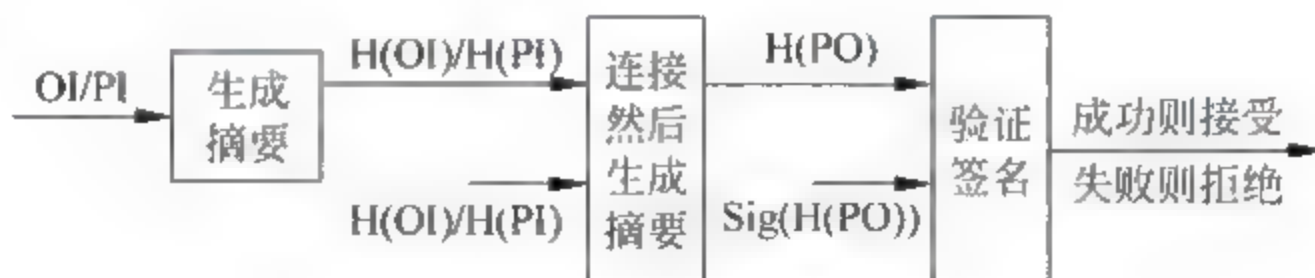 OI/PI
生成
摘要
H(OI)/H(PI)
H(OI)/H(PI)
连接
然后
生成
摘要
H(PO)
Sig(H(PO))
验证
签名
成功则接受
失败则拒绝